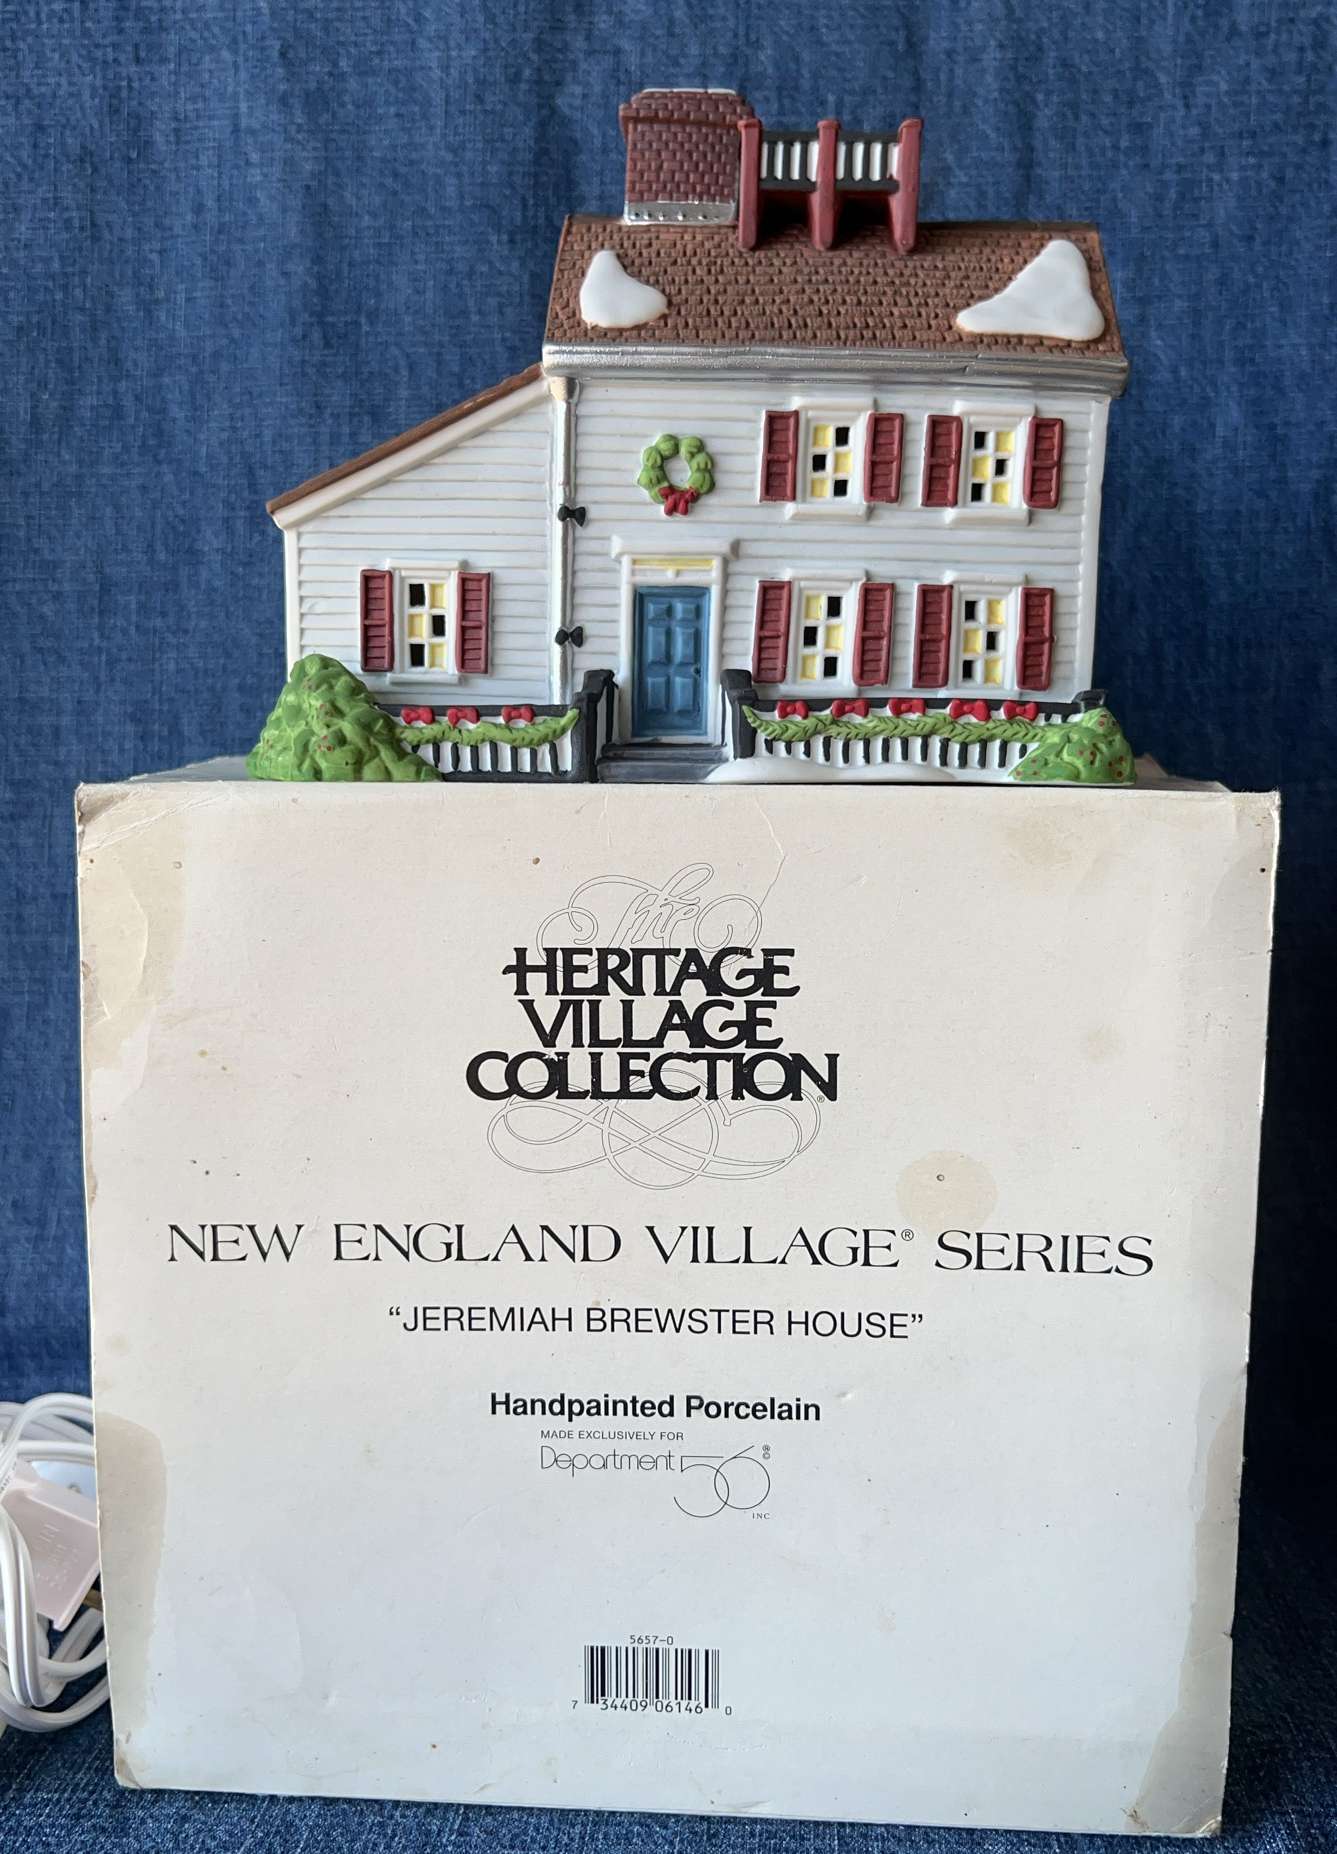 The
HERITAGE
VILLAGE
COLLECTION®
NEW ENGLAND VILLAGE® SERIES
“JEREMIAH BREWSTER HOUSE”
Handpainted Porcelain
MADE EXCLUSIVELY FOR
Department 56 ® ©
INC
5657-0
7 34409 06146 0